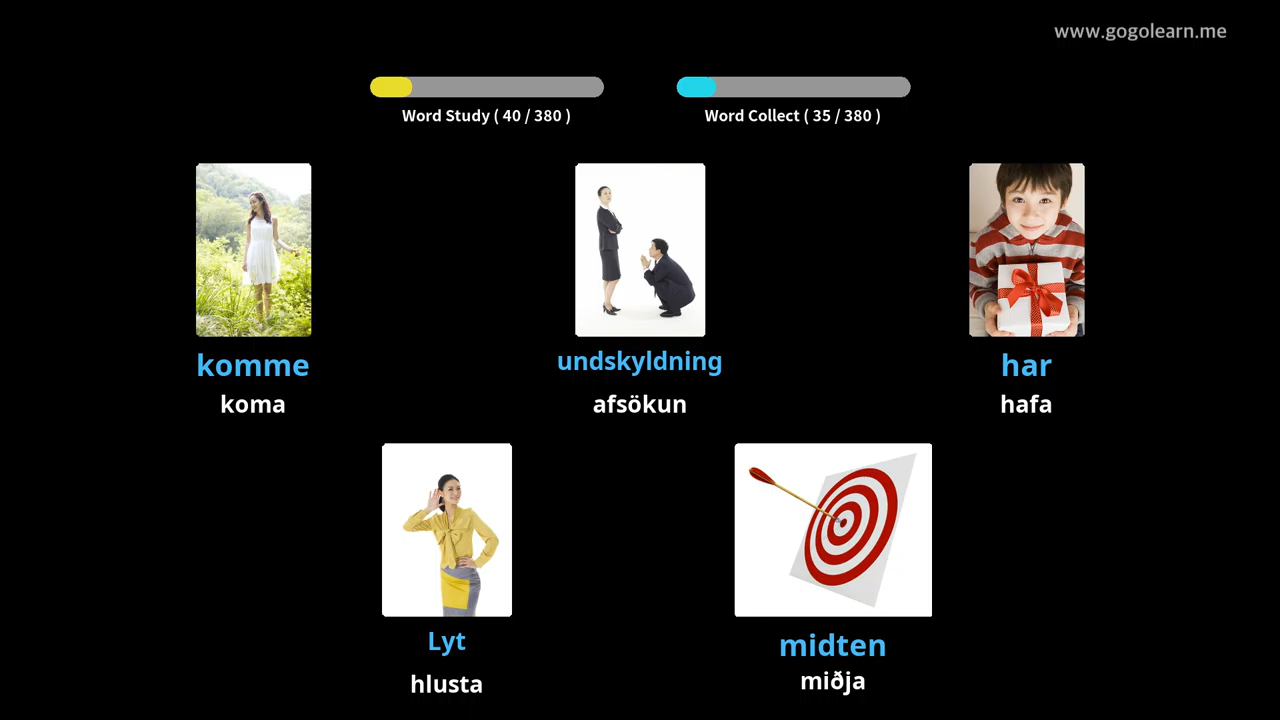 www.gogolearn.me
Word Study ( 40 / 380 )
Word Collect ( 35 / 380 )
komme
koma
undskyldning
afsökun
har
hafa
Lyt
hlusta
midten
miðja